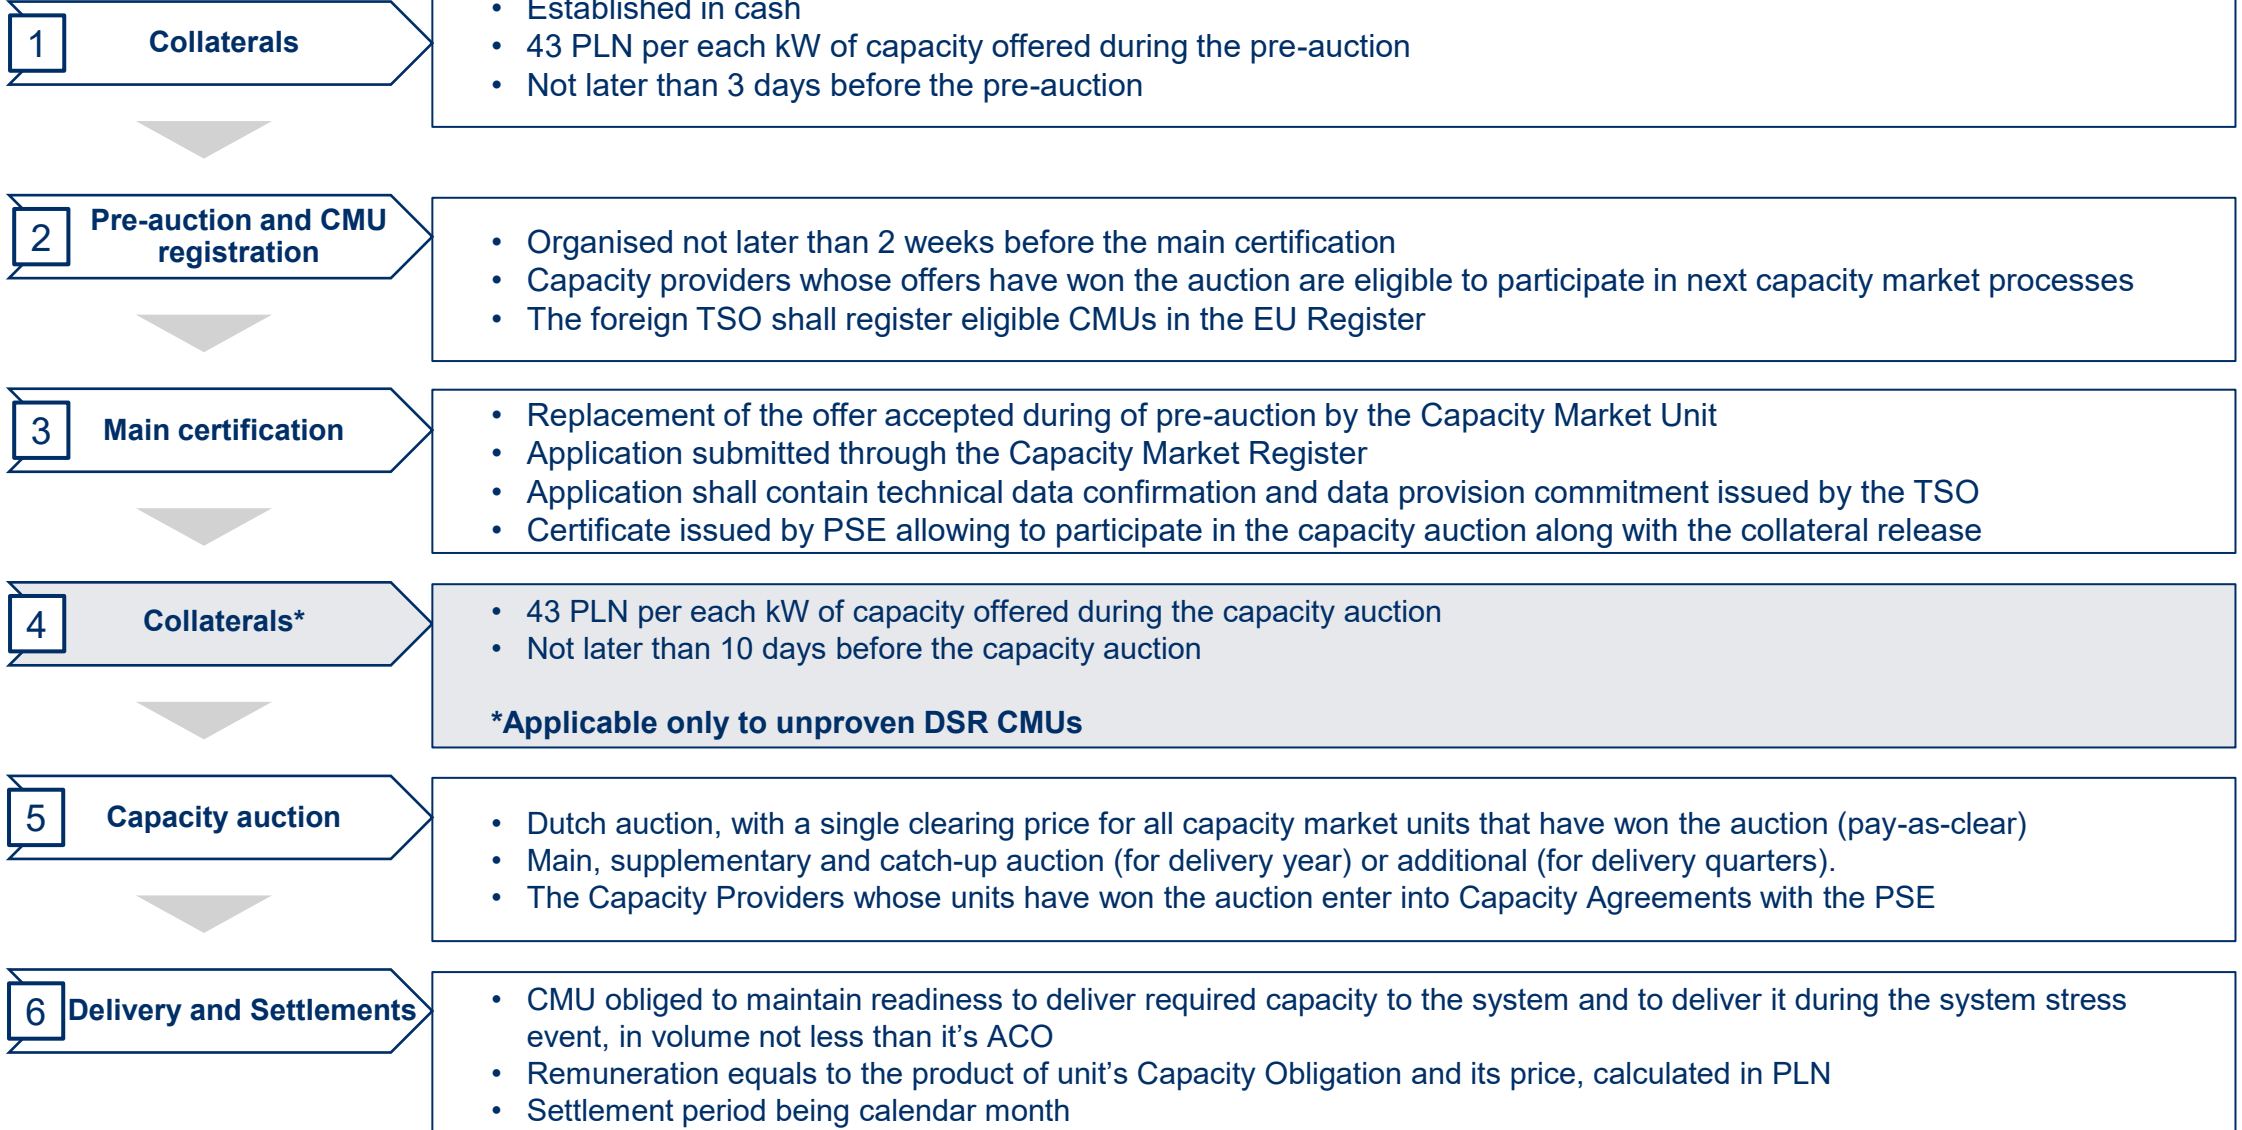 1
Collaterals
• Established in cash
• 43 PLN per each kW of capacity offered during the pre-auction
• Not later than 3 days before the pre-auction
2
Pre-auction and CMU
registration
• Organised not later than 2 weeks before the main certification
• Capacity providers whose offers have won the auction are eligible to participate in next capacity market processes
• The foreign TSO shall register eligible CMUs in the EU Register
3
Main certification
• Replacement of the offer accepted during of pre-auction by the Capacity Market Unit
• Application submitted through the Capacity Market Register
• Application shall contain technical data confirmation and data provision commitment issued by the TSO
• Certificate issued by PSE allowing to participate in the capacity auction along with the collateral release
4
Collaterals*
• 43 PLN per each kW of capacity offered during the capacity auction
• Not later than 10 days before the capacity auction
*Applicable only to unproven DSR CMUs
5
Capacity auction
• Dutch auction, with a single clearing price for all capacity market units that have won the auction (pay-as-clear)
• Main, supplementary and catch-up auction (for delivery year) or additional (for delivery quarters).
• The Capacity Providers whose units have won the auction enter into Capacity Agreements with the PSE
6
Delivery and Settlements
• CMU obliged to maintain readiness to deliver required capacity to the system and to deliver it during the system stress
event, in volume not less than it’s ACO
• Remuneration equals to the product of unit’s Capacity Obligation and its price, calculated in PLN
• Settlement period being calendar month